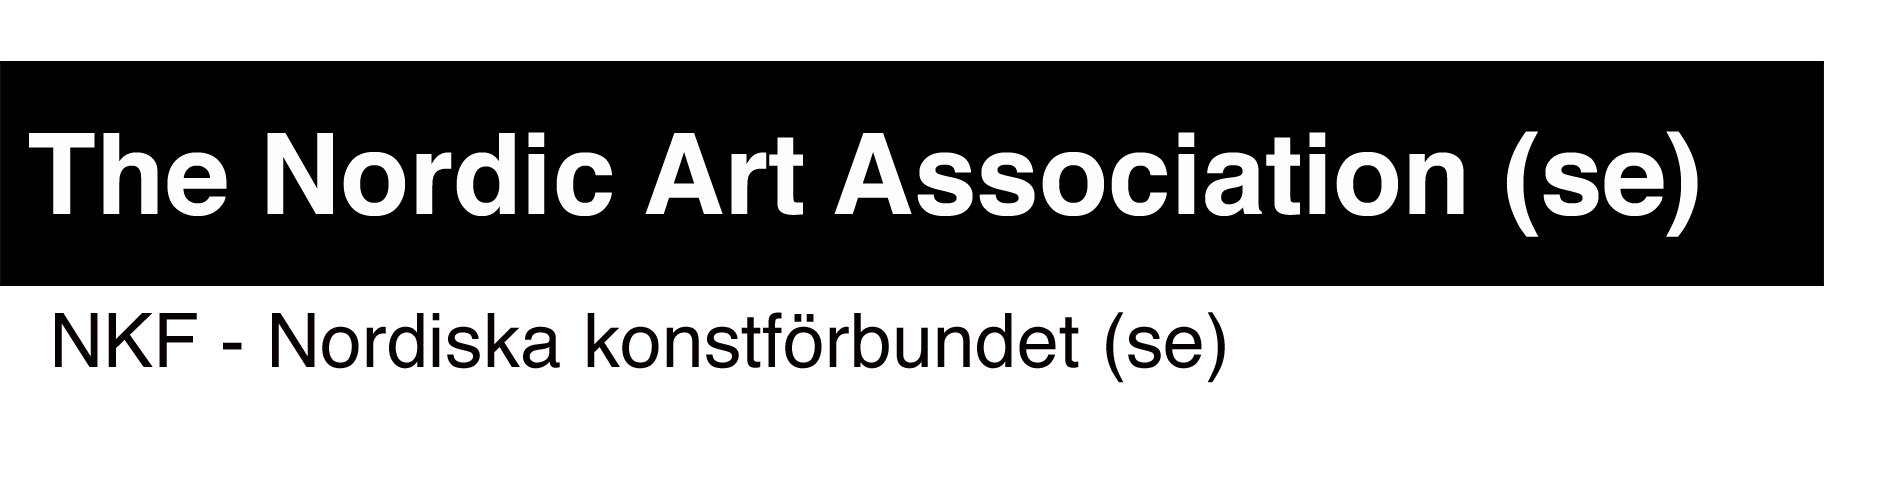 The Nordic Art Association (se)
NKF - Nordiska konstförbundet (se)